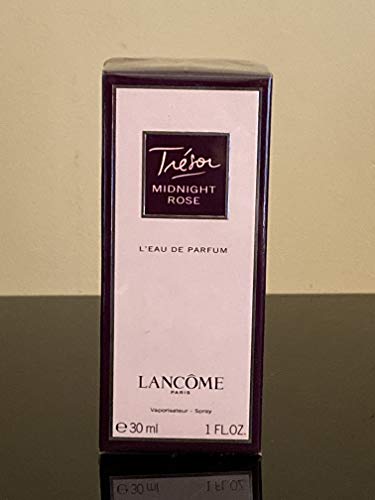 Trésor
MIDNIGHT
ROSE
L'EAU DE PARFUM
LANCÔME
PARIS
Vaporisateur - Spray
℮ 30 ml 1 FL.OZ.